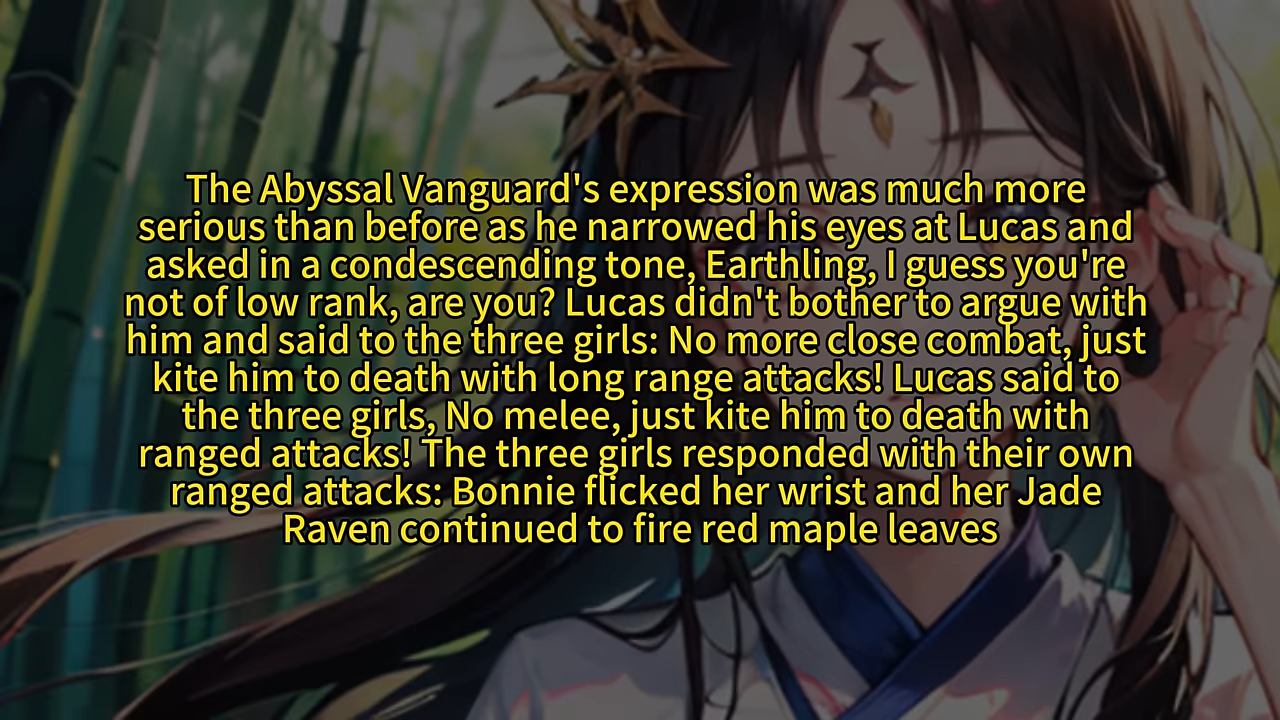 The Abyssal Vanguard's expression was much more
serious than before as he narrowed his eyes at Lucas and
asked in a condescending tone, Earthling, I guess you're
not of low rank, are you? Lucas didn't bother to argue with
him and said to the three girls: No more close combat, just
kite him to death with long range attacks! Lucas said to
the three girls, No melee, just kite him to death with
ranged attacks! The three girls responded with their own
ranged attacks: Bonnie flicked her wrist and her Jade
Raven continued to fire red maple leaves